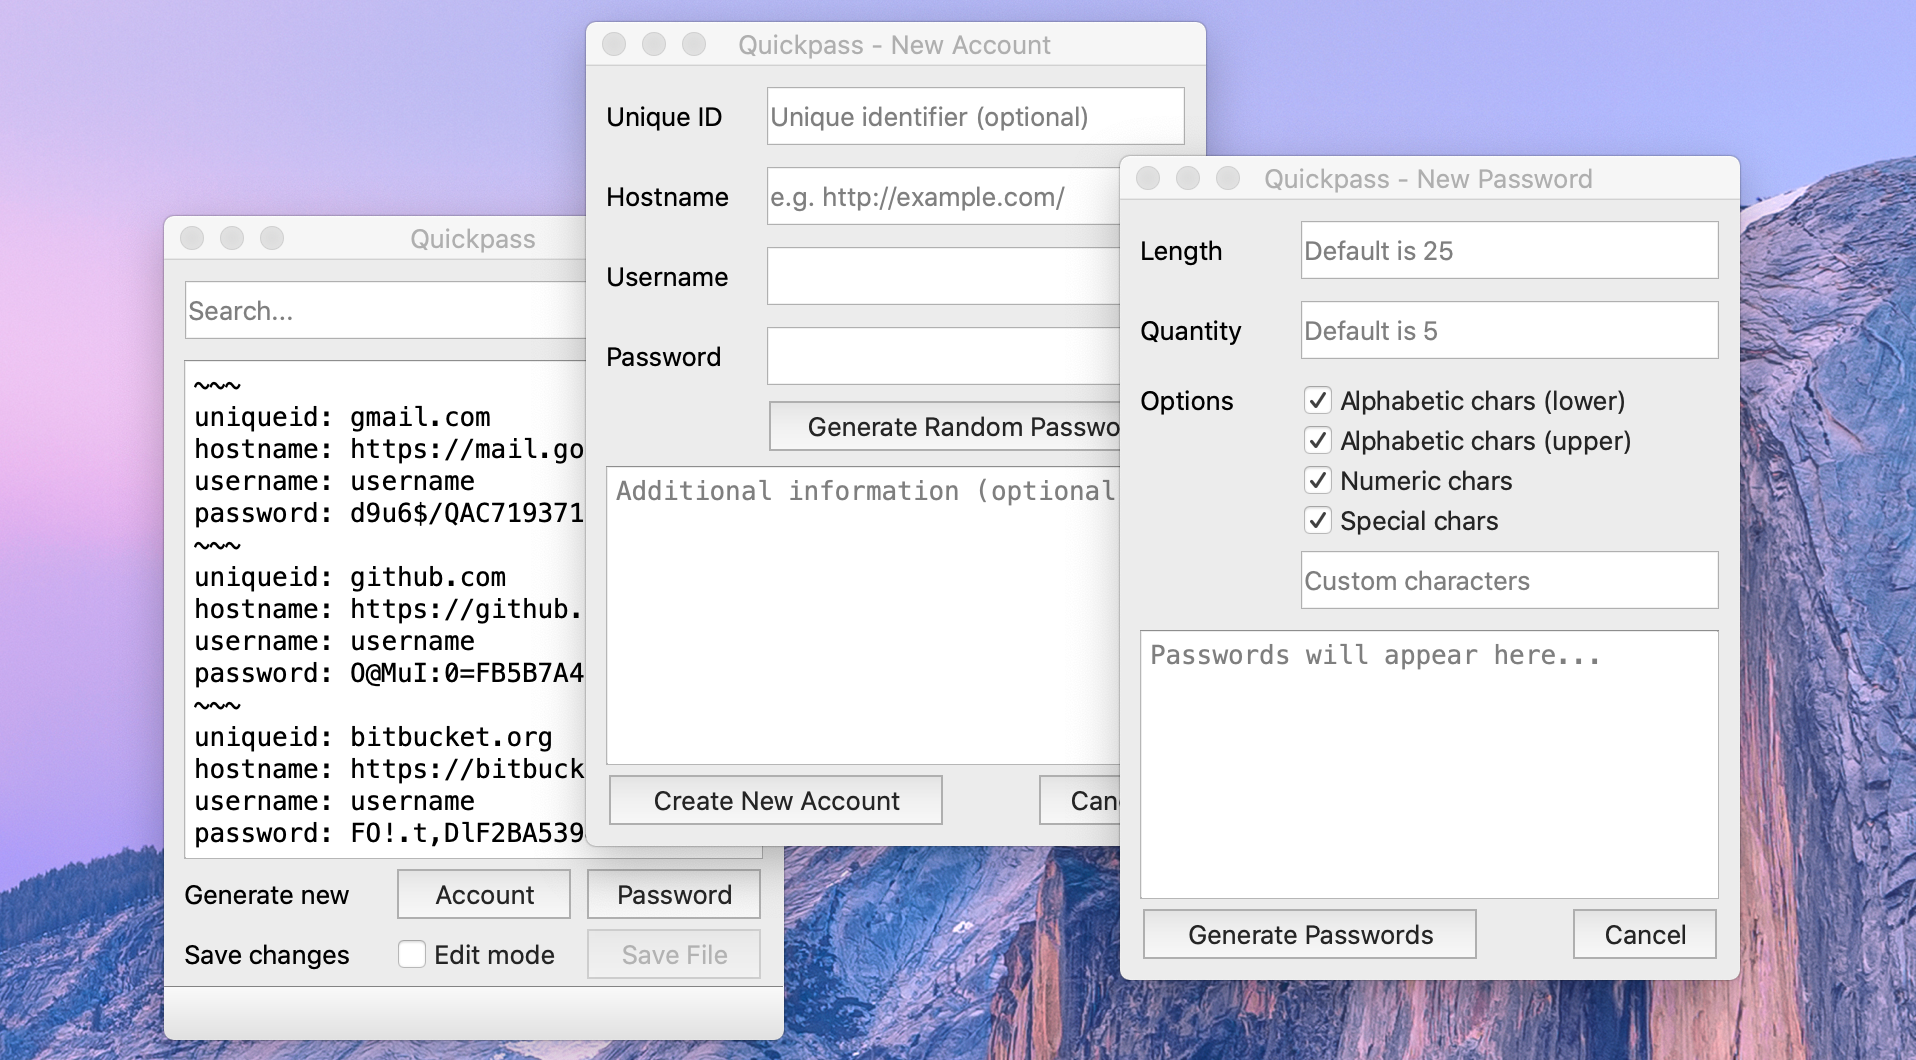 Quickpass
Search...
~~~
uniqueid: gmail.com
hostname: https://mail.go
username: username
password: d9u6$/QAC719371
~~~
uniqueid: github.com
hostname: https://github.
username: username
password: O@MuI:0=FB5B7A4
~~~
uniqueid: bitbucket.org
hostname: https://bitbuck
username: username
password: FO!.t,DlF2BA539
Generate new
Account
Password
Save changes
Edit mode
Save File
Quickpass - New Account
Unique ID
Unique identifier (optional)
Hostname
e.g. http://example.com/
Username
Password
Generate Random Passwo
Additional information (optional
Create New Account
Can
Quickpass - New Password
Length
Default is 25
Quantity
Default is 5
Options
Alphabetic chars (lower)
Alphabetic chars (upper)
Numeric chars
Special chars
Custom characters
Passwords will appear here...
Generate Passwords
Cancel